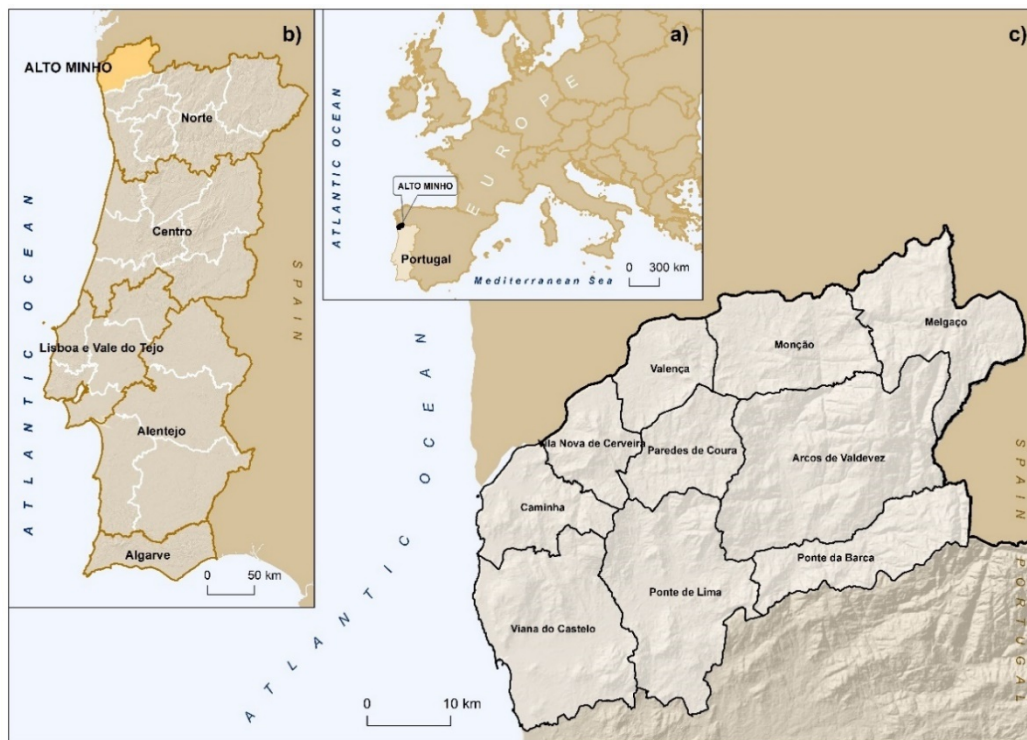 b)
ALTO MINHO
Norte
Centro
Lisboa e Vale do Tejo
Alentejo
Algarve
ATLANTIC OCEAN
SPAIN
0 50 km
a)
ATLANTIC OCEAN
EUROPE
ALTO MINHO
Portugal
Mediterranean Sea
0 300 km
c)
Melgaço
Monção
Valença
Vila Nova de Cerveira
Paredes de Coura
Arcos de Valdevez
Caminha
Ponte da Barca
Ponte de Lima
Viana do Castelo
ATLANTIC OCEAN
SPAIN
PORTUGAL
0 10 km